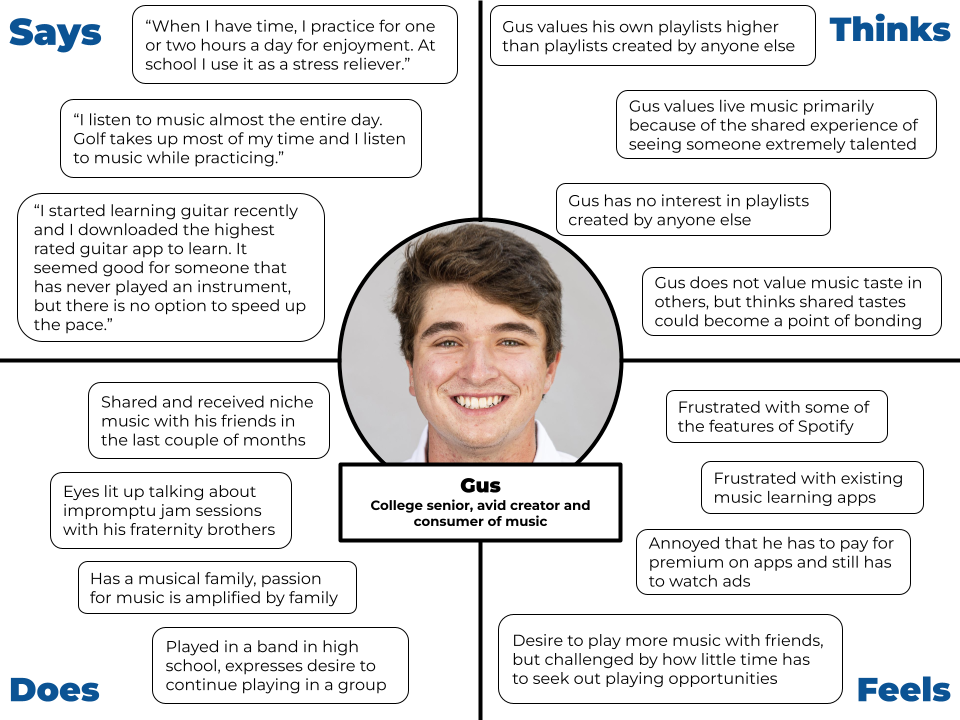 Says
“When I have time, I practice for one
or two hours a day for enjoyment. At
school I use it as a stress reliever.”
“I listen to music almost the entire day.
Golf takes up most of my time and I listen
to music while practicing.”
“I started learning guitar recently
and I downloaded the highest
rated guitar app to learn. It
seemed good for someone that
has never played an instrument,
but there is no option to speed up
the pace.”
Thinks
Gus values his own playlists higher
than playlists created by anyone else
Gus values live music primarily
because of the shared experience of
seeing someone extremely talented
Gus has no interest in playlists
created by anyone else
Gus does not value music taste in
others, but thinks shared tastes
could become a point of bonding
Gus
College senior, avid creator and
consumer of music
Shared and received niche
music with his friends in
the last couple of months
Eyes lit up talking about
impromptu jam sessions
with his fraternity brothers
Has a musical family, passion
for music is amplified by family
Played in a band in high
school, expresses desire to
continue playing in a group
Does
Frustrated with some of
the features of Spotify
Frustrated with existing
music learning apps
Annoyed that he has to pay for
premium on apps and still has
to watch ads
Desire to play more music with friends,
but challenged by how little time has
to seek out playing opportunities
Feels